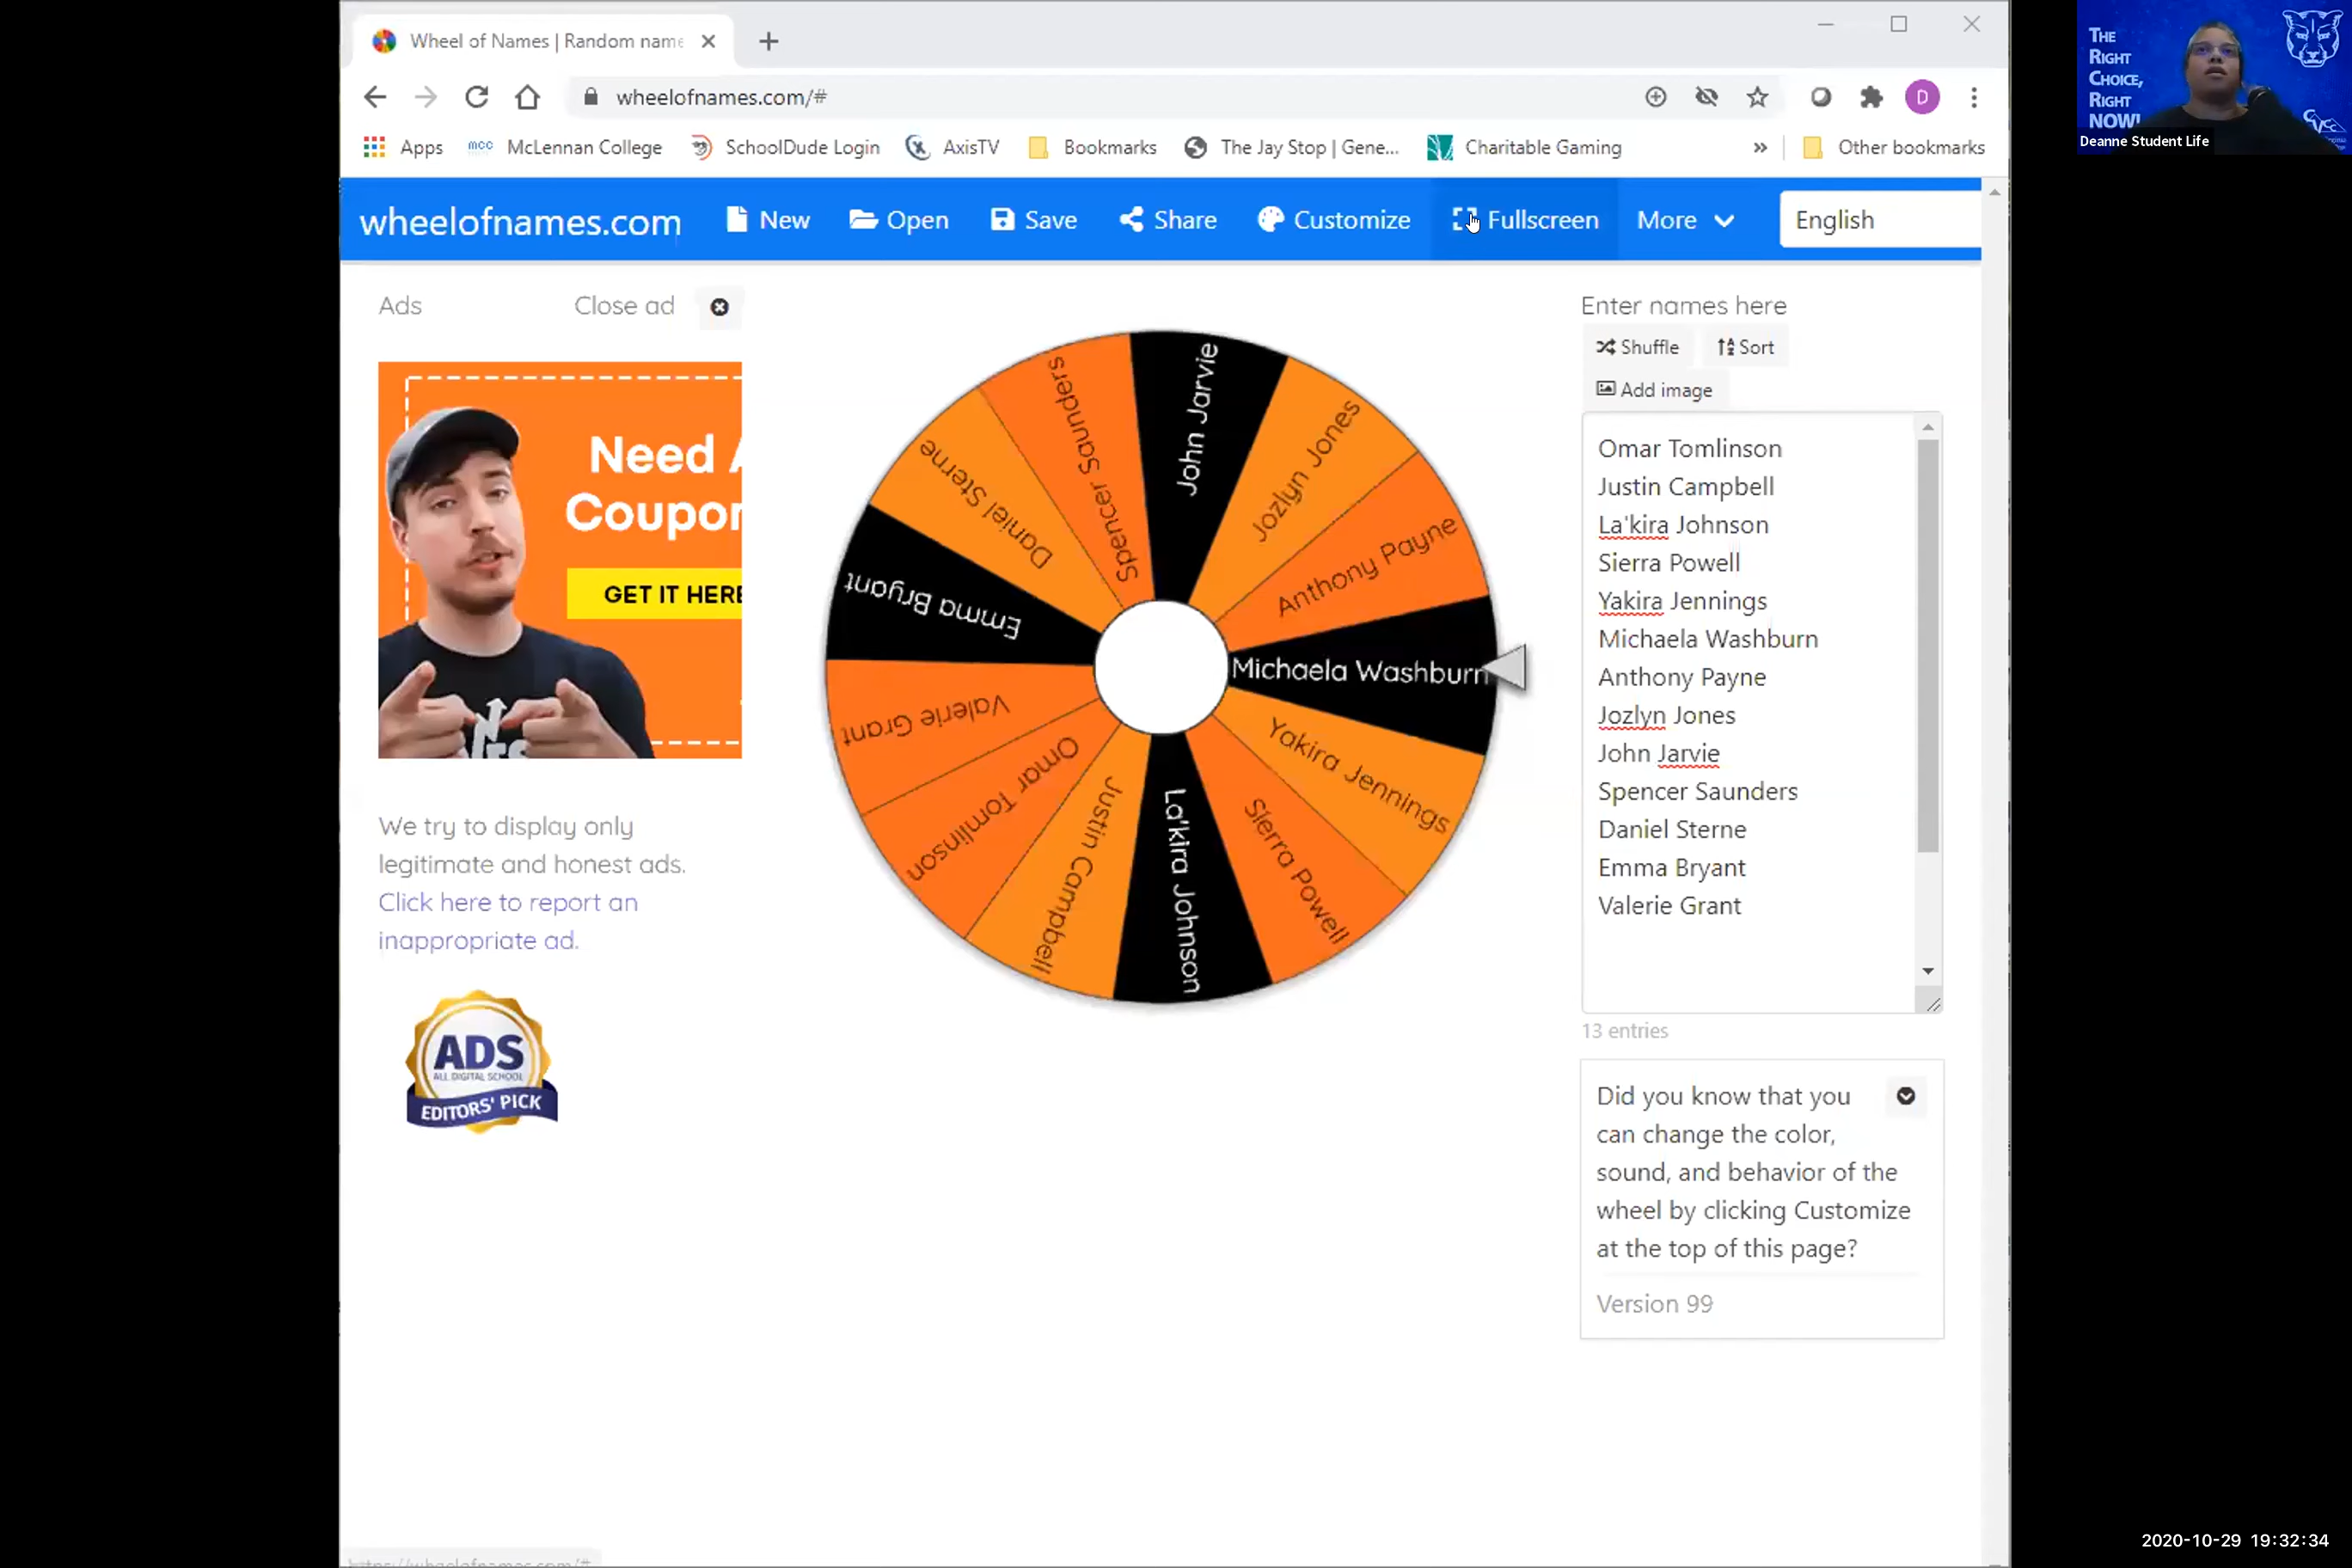 Wheel of Names | Random name
wheelofnames.com/#
D
Apps
mcc McLennan College
SchoolDude Login
AxisTV
Bookmarks
The Jay Stop | Gene...
Charitable Gaming
»
Other bookmarks
wheelofnames.com
New
Open
Save
Share
Customize
Fullscreen
More
English
Ads
Close ad
Need
Coupon
GET IT HERE
We try to display only
legitimate and honest ads.
Click here to report an
inappropriate ad.
ADS
ALL DIGITAL SCHOOL
EDITORS' PICK
John Jarvie
Jozlyn Jones
Anthony Payne
Michaela Washburn
Yakira Jennings
Sierra Powell
La'kira Johnson
Justin Campbell
Omar Tomlinson
Valerie Grant
Emma Bryant
Daniel Sterne
Spencer Saunders
Enter names here
Shuffle
Sort
Add image
Omar Tomlinson
Justin Campbell
La'kira Johnson
Sierra Powell
Yakira Jennings
Michaela Washburn
Anthony Payne
Jozlyn Jones
John Jarvie
Spencer Saunders
Daniel Sterne
Emma Bryant
Valerie Grant
13 entries
Did you know that you
can change the color,
sound, and behavior of the
wheel by clicking Customize
at the top of this page?
Version 99
https://wheelofnames.com/#
THE
RIGHT
CHOICE,
RIGHT
NOW!
CVCC
Deanne Student Life
2020-10-29 19:32:34